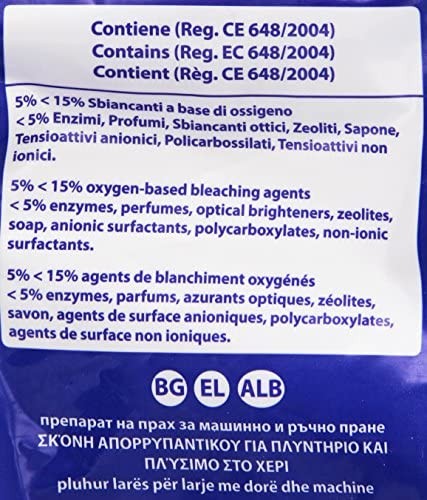 Contiene (Reg. CE 648/2004)
Contains (Reg. EC 648/2004)
Contient (Règ. CE 648/2004)
5% < 15% Sbiancanti a base di ossigeno
< 5% Enzimi, Profumi, Sbiancanti ottici, Zeoliti, Sapone,
Tensioattivi anionici, Policarbossilati, Tensioattivi non
ionici.
5% < 15% oxygen-based bleaching agents
< 5% enzymes, perfumes, optical brighteners, zeolites,
soap, anionic surfactants, polycarboxylates, non-ionic
surfactants.
5% < 15% agents de blanchiment oxygénés
< 5% enzymes, parfums, azurants optiques, zéolites,
savon, agents de surface anioniques, polycarboxylates,
agents de surface non ioniques.
BG EL ALB
препарат на прах за машинно и ръчно пране
ΣΚΌΝΗ ΑΠΟΡΡΥΠΑΝΤΙΚΟΎ ΓΙΑ ΠΛΥΝΤΉΡΙΟ ΚΑΙ
ΠΛΎΣΙΜΟ ΣΤΟ ΧΕΡΙ
pluhur larës për larje me dorë dhe machine